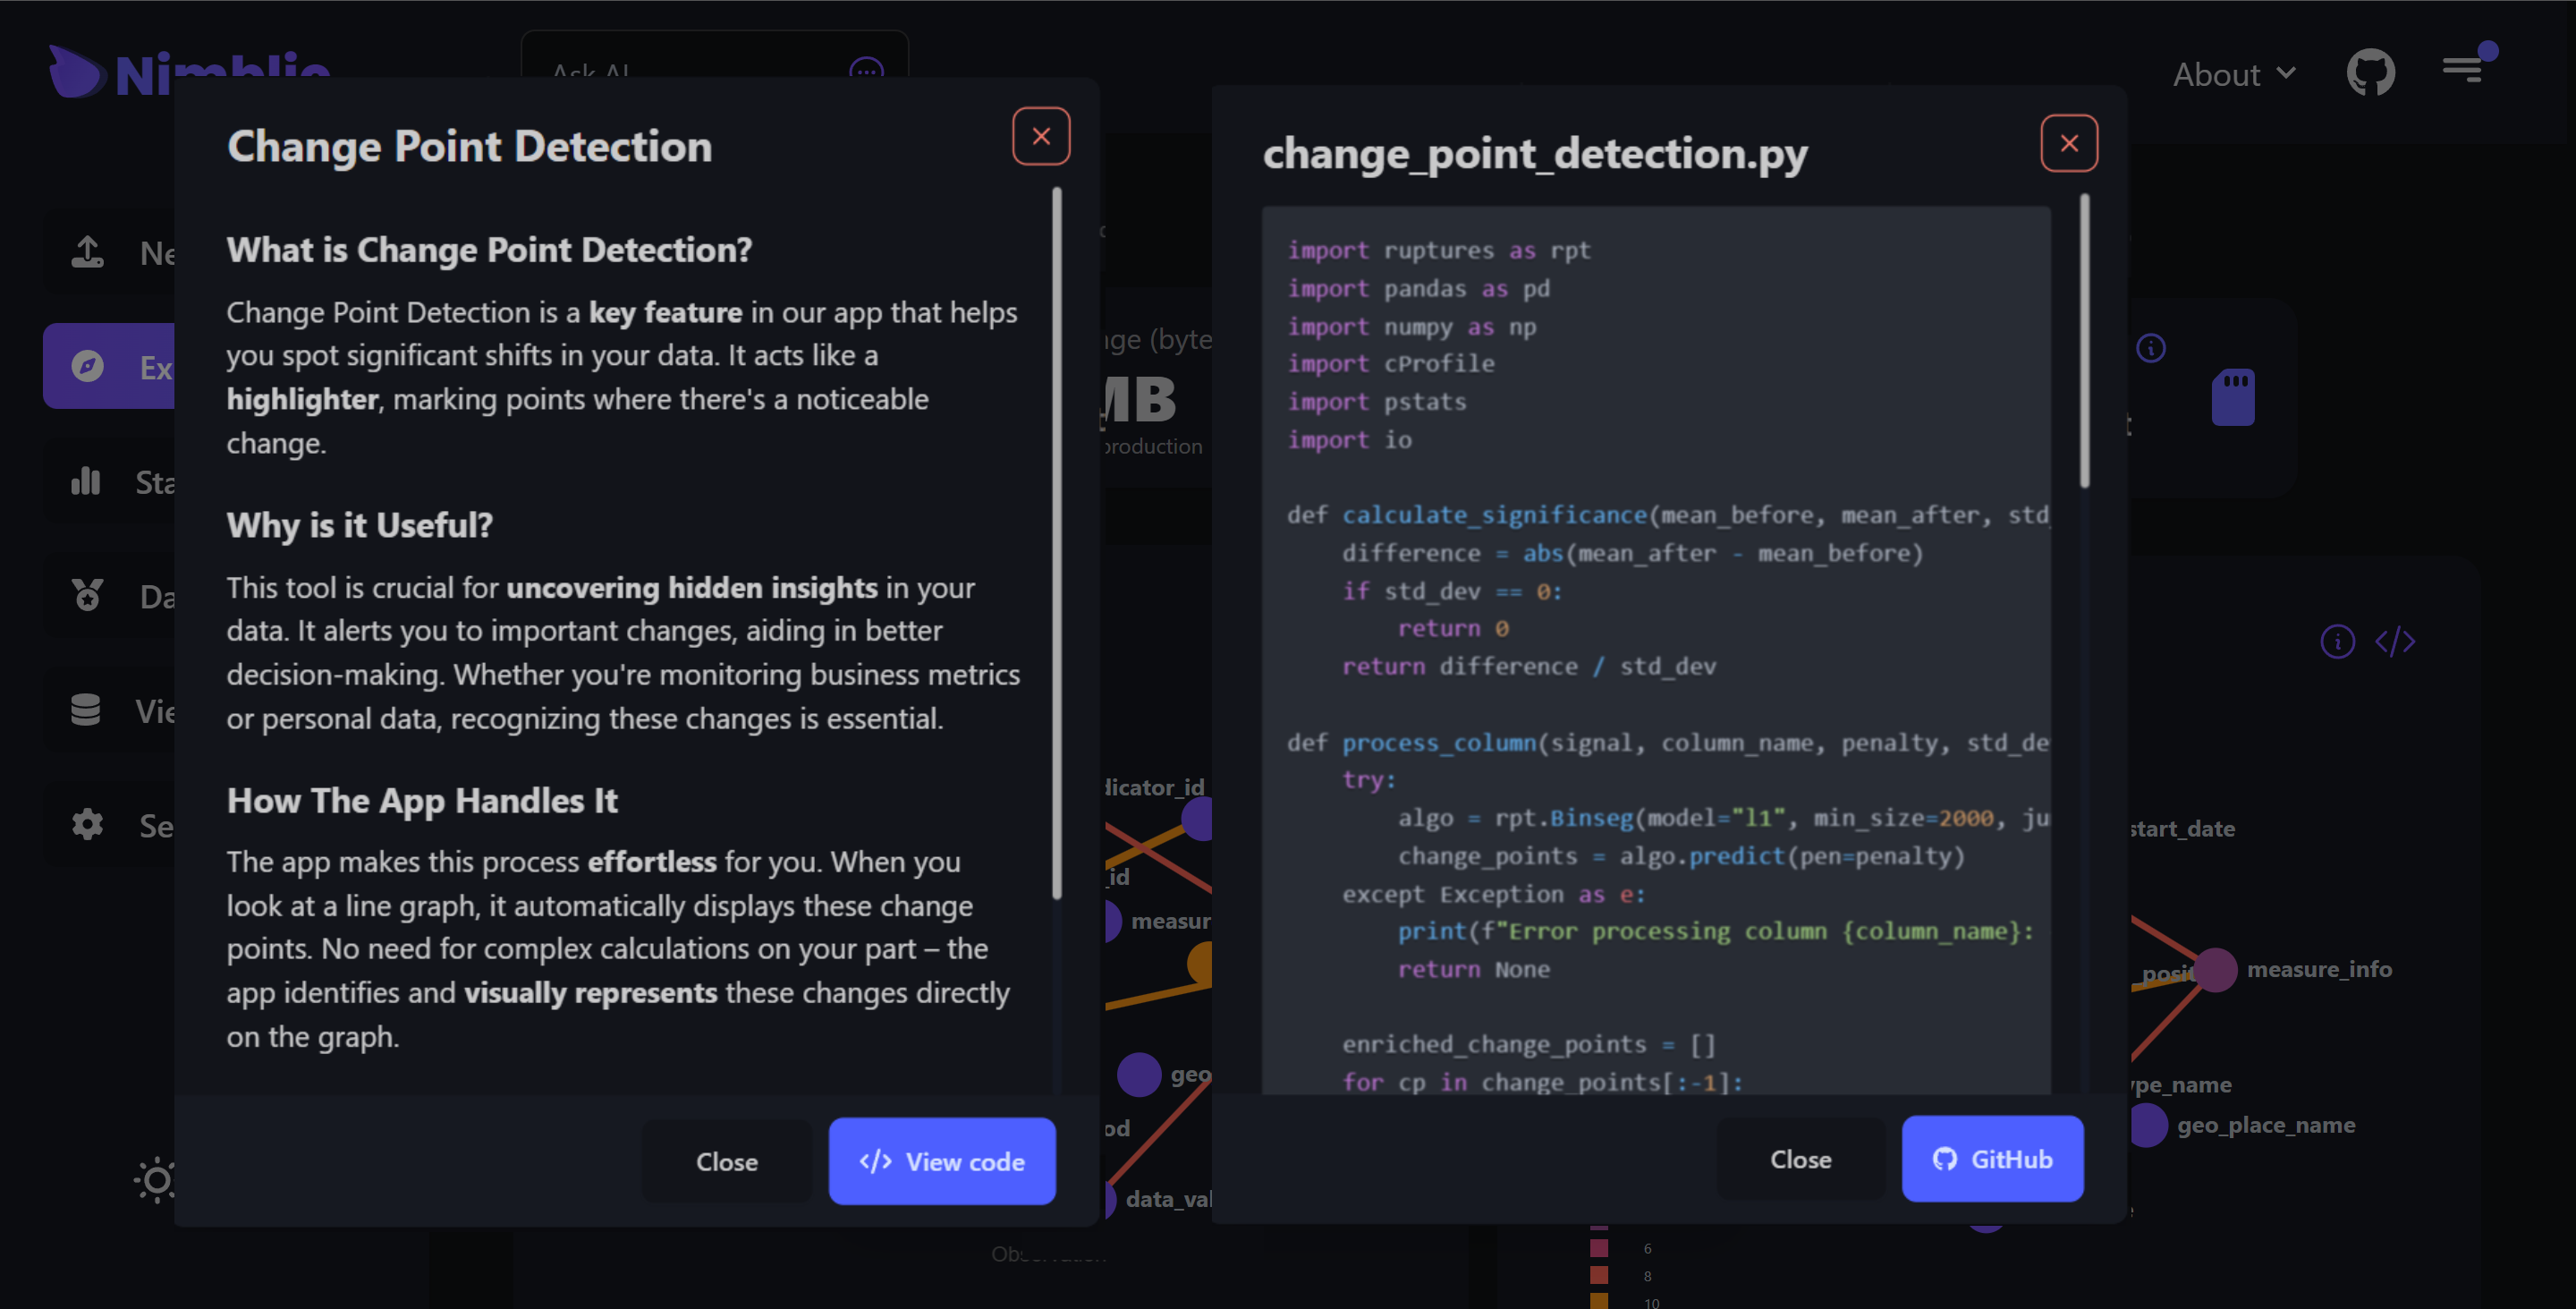 Ask AI
About
Change Point Detection
What is Change Point Detection?
Change Point Detection is a key feature in our app that helps
you spot significant shifts in your data. It acts like a
highlighter, marking points where there's a noticeable
change.
Why is it Useful?
This tool is crucial for uncovering hidden insights in your
data. It alerts you to important changes, aiding in better
decision-making. Whether you're monitoring business metrics
or personal data, recognizing these changes is essential.
How The App Handles It
The app makes this process effortless for you. When you
look at a line graph, it automatically displays these change
points. No need for complex calculations on your part – the
app identifies and visually represents these changes directly
on the graph.
Close
</> View code
change_point_detection.py
import ruptures as rpt
import pandas as pd
import numpy as np
import cProfile
import pstats
import io
def calculate_significance(mean_before, mean_after, std_
difference = abs(mean_after - mean_before)
if std_dev == 0:
return 0
return difference / std_dev
def process_column(signal, column_name, penalty, std_de
try:
algo = rpt.Binseg(model="l1", min_size=2000, ju
change_points = algo.predict(pen=penalty)
except Exception as e:
print(f"Error processing column {column_name}:
return None
enriched_change_points = []
for cp in change_points[:-1]:
Close
GitHub
Ne
Ex
Sta
Da
Vie
Se
nge (byte
MB
production
dicator_id
_id
measur
geo
od
data_val
start_date
_posit
measure_info
ype_name
geo_place_name
6
8
10